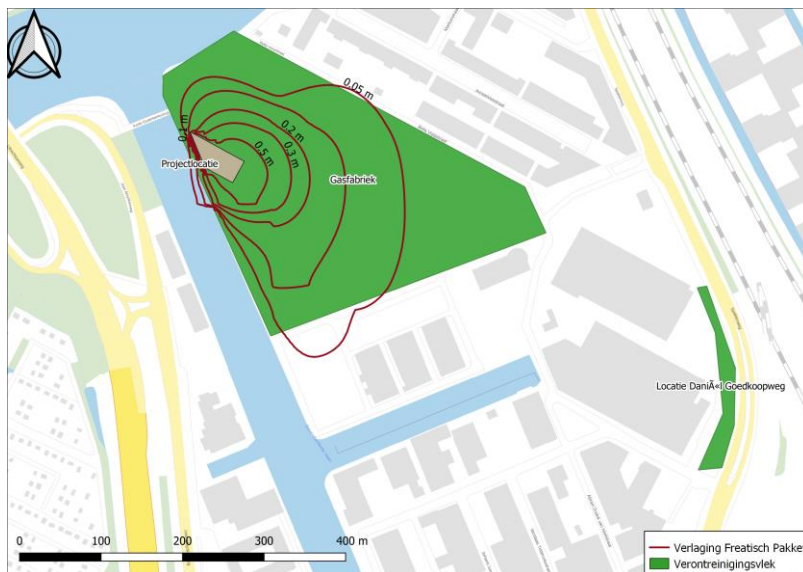 0.05 m
0.1 m
0.2 m
0.3 m
0.5 m
Projectlocatie
Gasfabriek
Locatie DaniÃ«l Goedkoopweg
0 100 200 300 400 m
Verlaging Freatisch Pakke
Verontreinigingsvlek